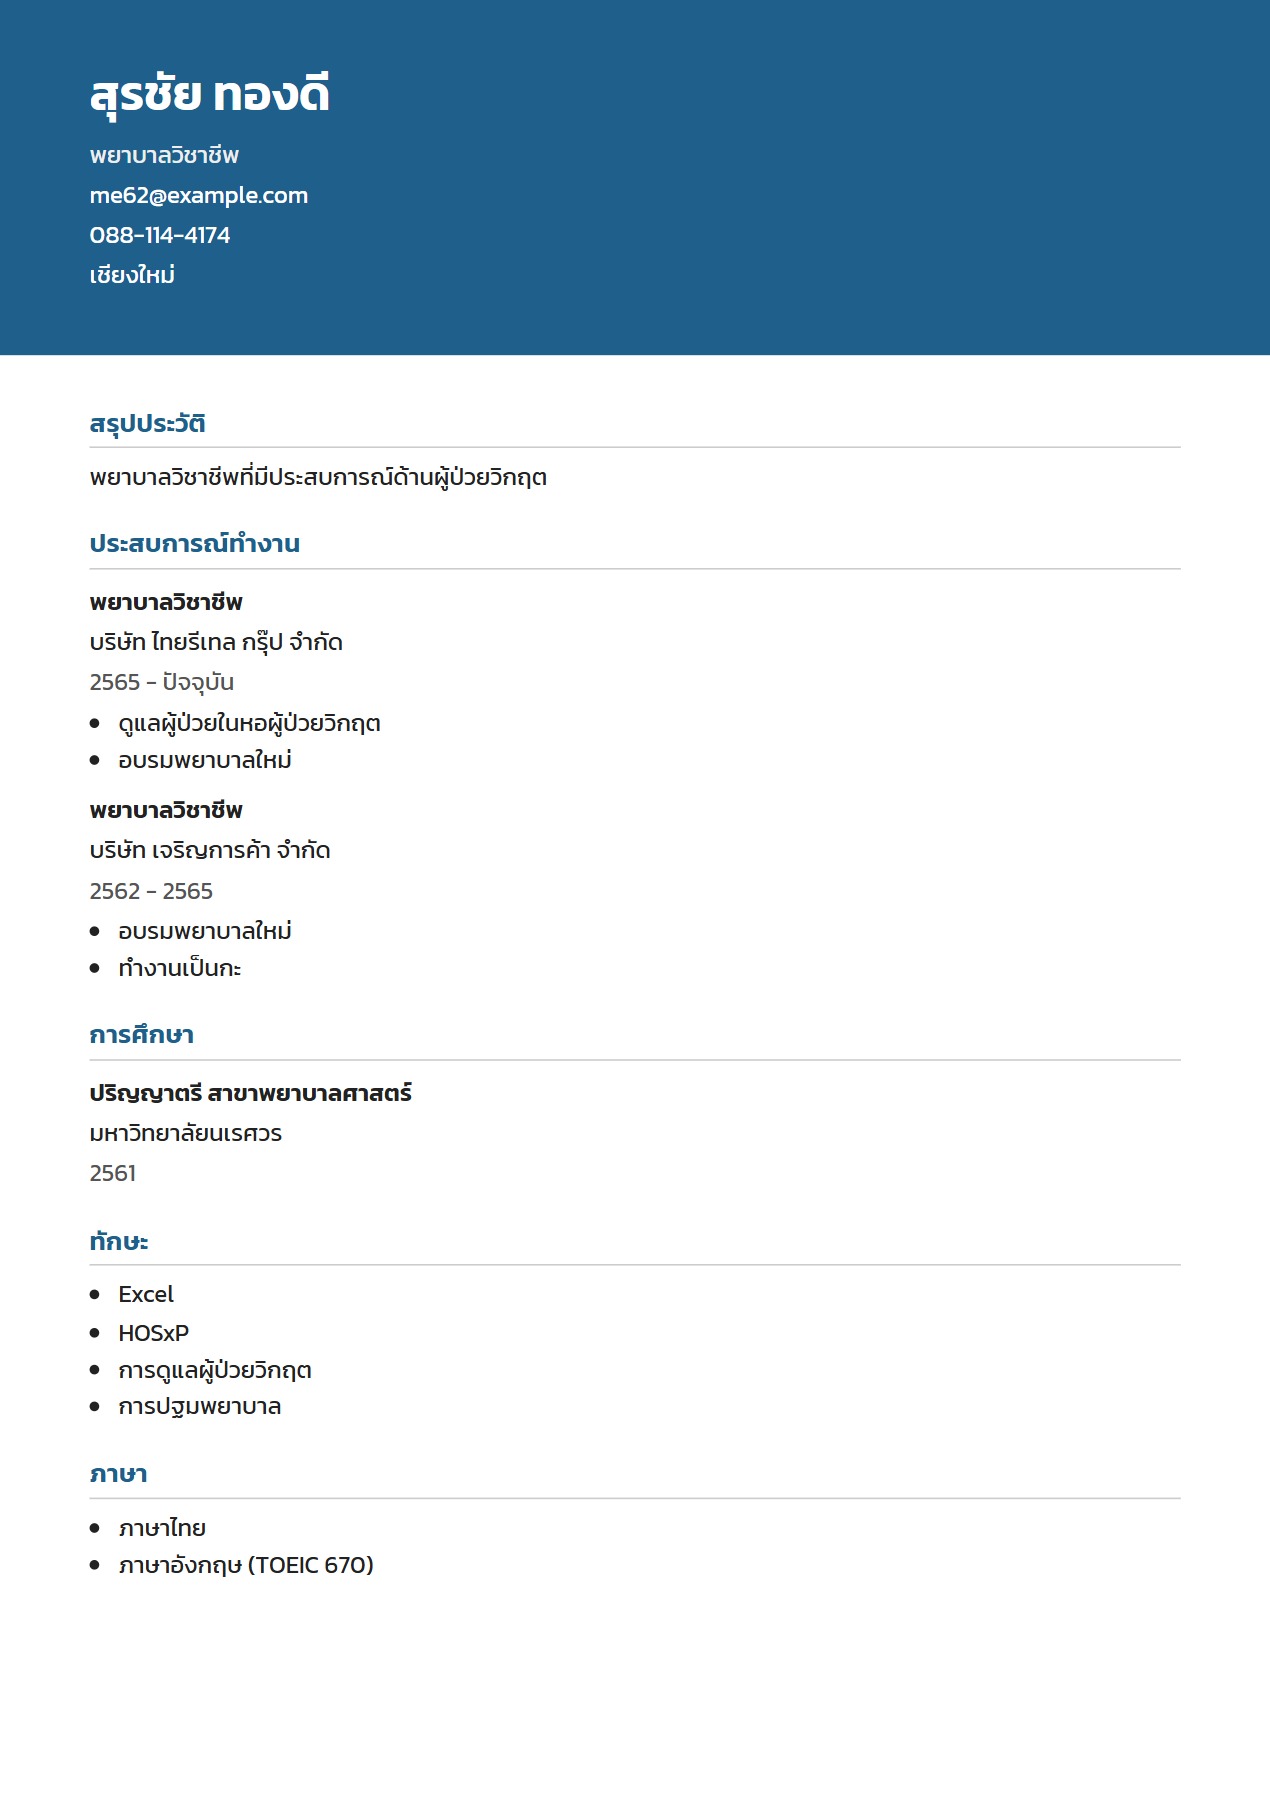 สุรชัย ทองดี
พยาบาลวิชาชีพ
me62@example.com
088-114-4174
เชียงใหม่
สรุปประวัติ
พยาบาลวิชาชีพที่มีประสบการณ์ด้านผู้ป่วยวิกฤต
ประสบการณ์ทำงาน
พยาบาลวิชาชีพ
บริษัท ไทยรีเทล กรุ๊ป จำกัด
2565 - ปัจจุบัน
• ดูแลผู้ป่วยในหอผู้ป่วยวิกฤต
• อบรมพยาบาลใหม่
พยาบาลวิชาชีพ
บริษัท เจริญการค้า จำกัด
2562 - 2565
• อบรมพยาบาลใหม่
• ทำงานเป็นกะ
การศึกษา
ปริญญาตรี สาขาพยาบาลศาสตร์
มหาวิทยาลัยนเรศวร
2561
ทักษะ
• Excel
• HOSxP
• การดูแลผู้ป่วยวิกฤต
• การปฐมพยาบาล
ภาษา
• ภาษาไทย
• ภาษาอังกฤษ (TOEIC 670)